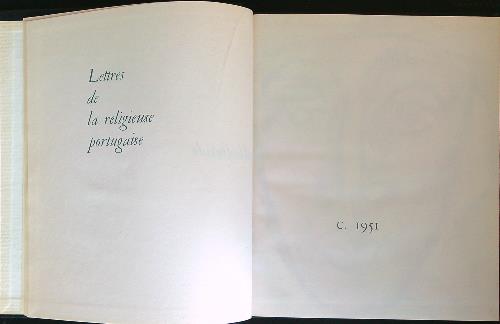 Lettres
de
la religieuse
portugaise
C. 1951